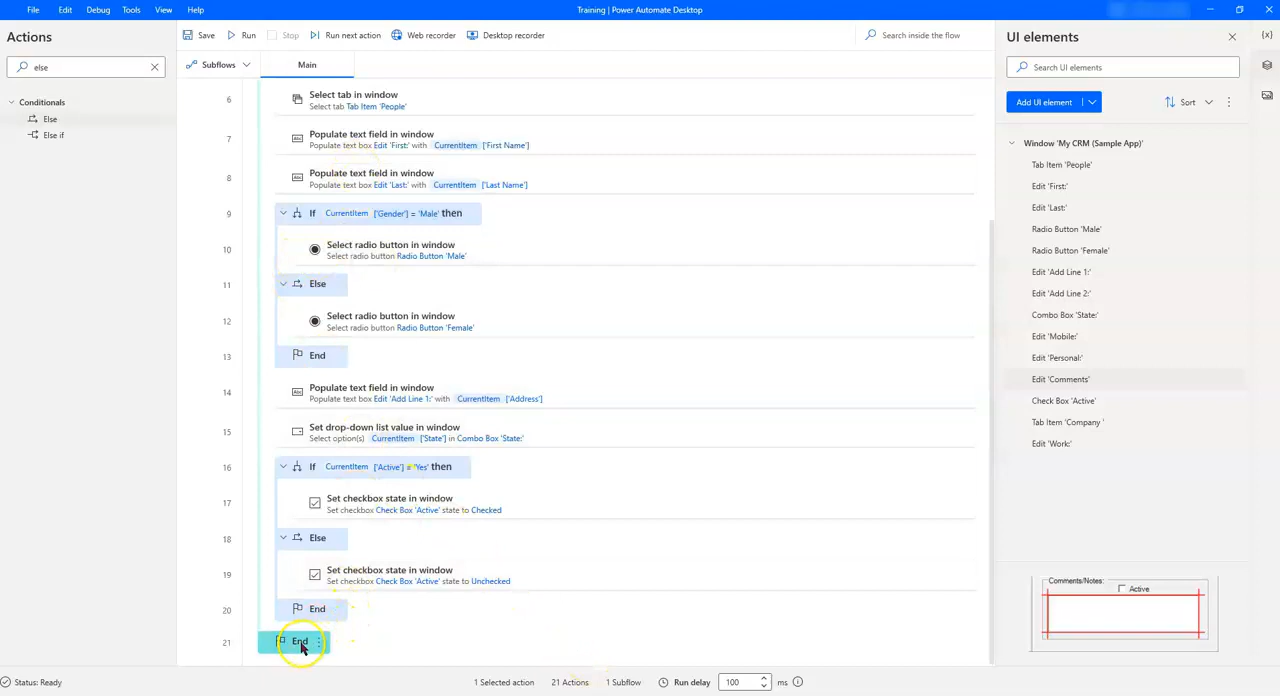 File Edit Debug Tools View Help
Training | Power Automate Desktop
Actions
else
Conditionals
Else
Else if
Save Run Stop Run next action Web recorder Desktop recorder
Search inside the flow
Subflows
Main
6
Select tab in window
Select tab Tab Item 'People'
7
Populate text field in window
Populate text box Edit 'First:' with CurrentItem ['First Name']
8
Populate text field in window
Populate text box Edit 'Last:' with CurrentItem ['Last Name']
9
If CurrentItem ['Gender'] = 'Male' then
10
Select radio button in window
Select radio button Radio Button 'Male'
11
Else
12
Select radio button in window
Select radio button Radio Button 'Female'
13
End
14
Populate text field in window
Populate text box Edit 'Add Line 1:' with CurrentItem ['Address']
15
Set drop-down list value in window
Select option(s) CurrentItem ['State'] in Combo Box 'State:'
16
If CurrentItem ['Active'] = 'Yes' then
17
Set checkbox state in window
Set checkbox Check Box 'Active' state to Checked
18
Else
19
Set checkbox state in window
Set checkbox Check Box 'Active' state to Unchecked
20
End
21
End
UI elements
{x}
Search UI elements
Add UI element
Sort
Window 'My CRM (Sample App)'
Tab Item 'People'
Edit 'First:'
Edit 'Last:'
Radio Button 'Male'
Radio Button 'Female'
Edit 'Add Line 1:'
Edit 'Add Line 2:'
Combo Box 'State:'
Edit 'Mobile:'
Edit 'Personal:'
Edit 'Comments'
Check Box 'Active'
Tab Item 'Company '
Edit 'Work:'
Comments/Notes:
Active
Status: Ready
1 Selected action
21 Actions
1 Subflow
Run delay
100
ms